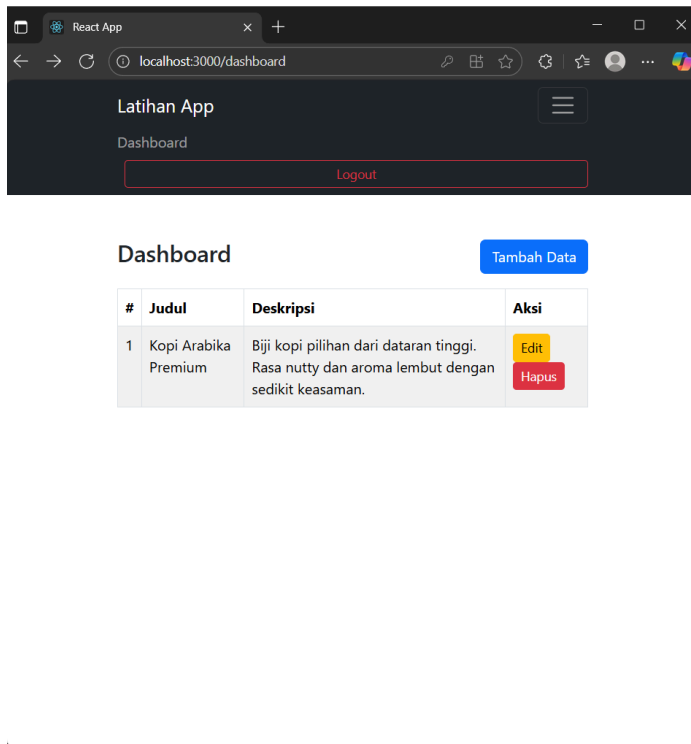 React App
localhost:3000/dashboard
Latihan App
Dashboard
Logout
Dashboard
Tambah Data
# Judul Deskripsi Aksi
1 Kopi Arabika Biji kopi pilihan dari dataran tinggi. Edit
Premium Rasa nutty dan aroma lembut dengan
sedikit keasaman. Hapus